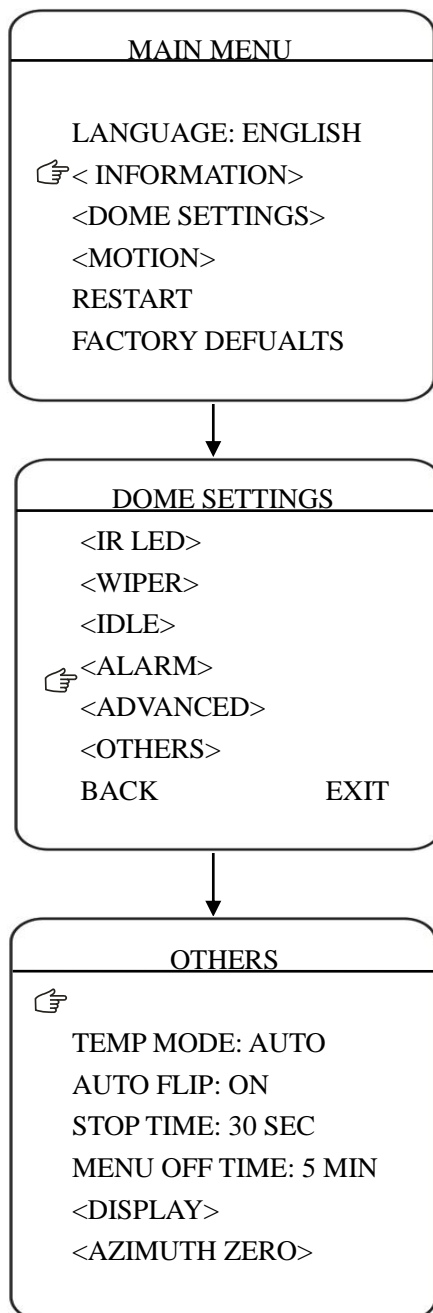 MAIN MENU
LANGUAGE: ENGLISH
< INFORMATION>
<DOME SETTINGS>
<MOTION>
RESTART
FACTORY DEFUALTS
DOME SETTINGS
<IR LED>
<WIPER>
<IDLE>
<ALARM>
<ADVANCED>
<OTHERS>
BACK EXIT
OTHERS
TEMP MODE: AUTO
AUTO FLIP: ON
STOP TIME: 30 SEC
MENU OFF TIME: 5 MIN
<DISPLAY>
<AZIMUTH ZERO>